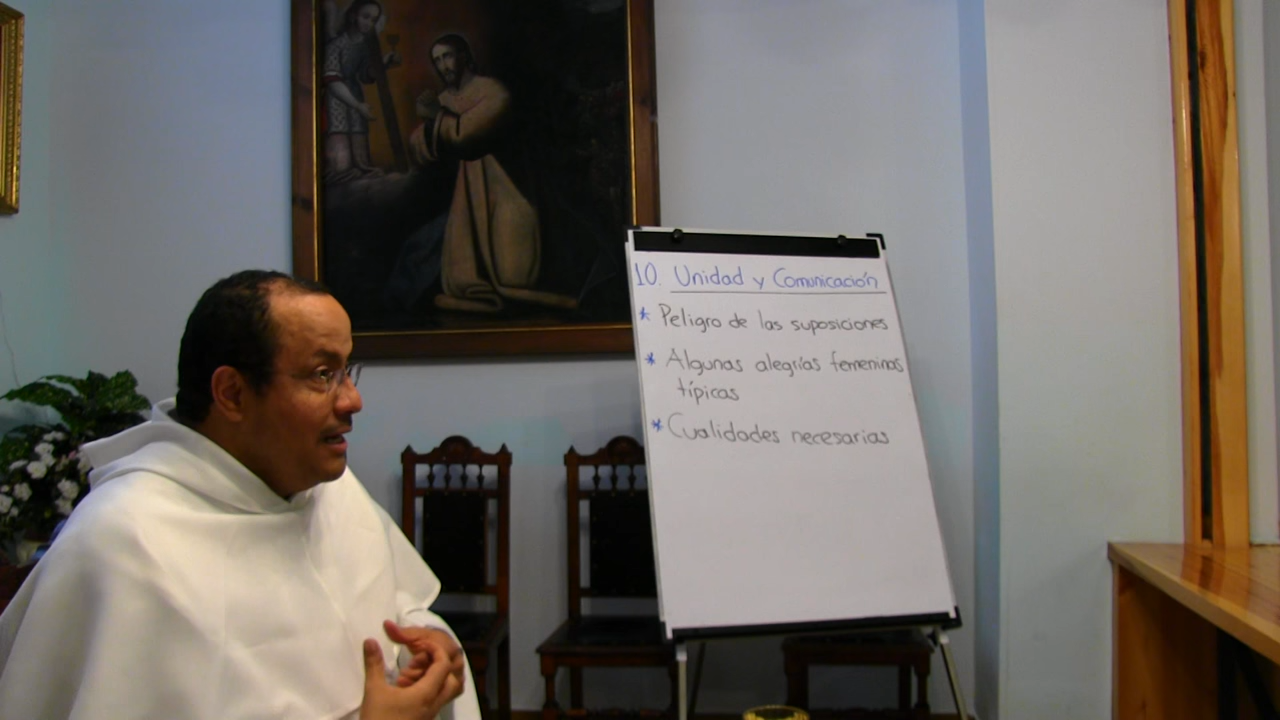 10. Unidad y Comunicación
* Peligro de las suposiciones
* Algunas alegrías femeninas
típicas
* Cualidades necesarias